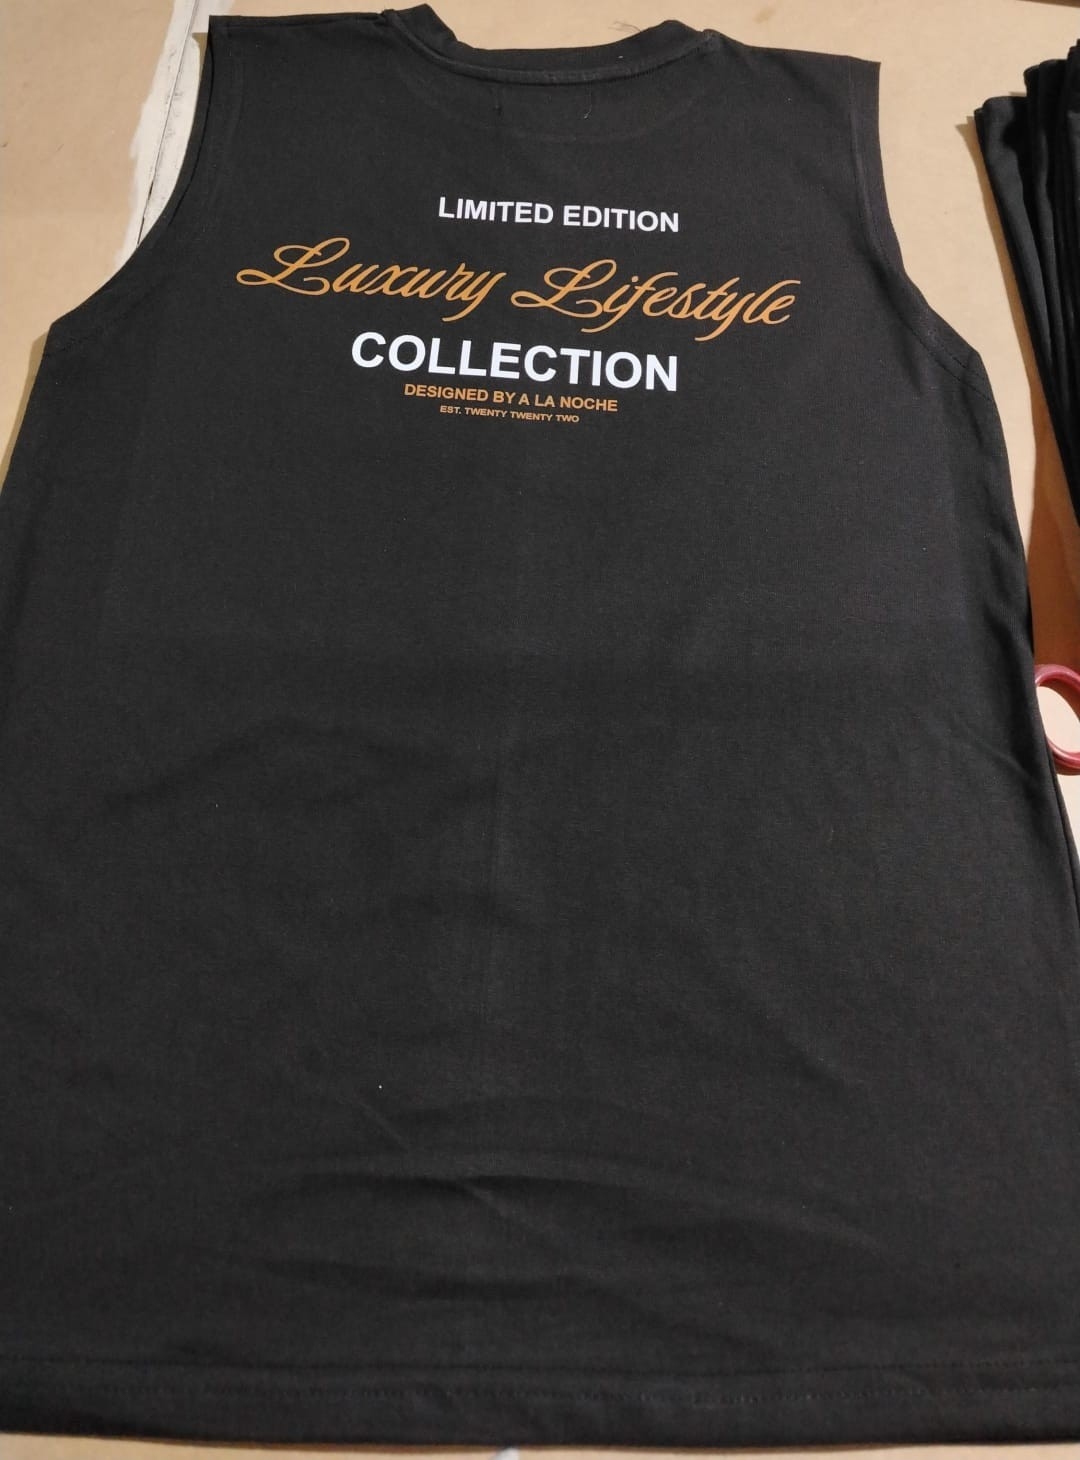 LIMITED EDITION
Luxury Lifestyle
COLLECTION
DESIGNED BY A LA NOCHE
EST. TWENTY TWENTY TWO